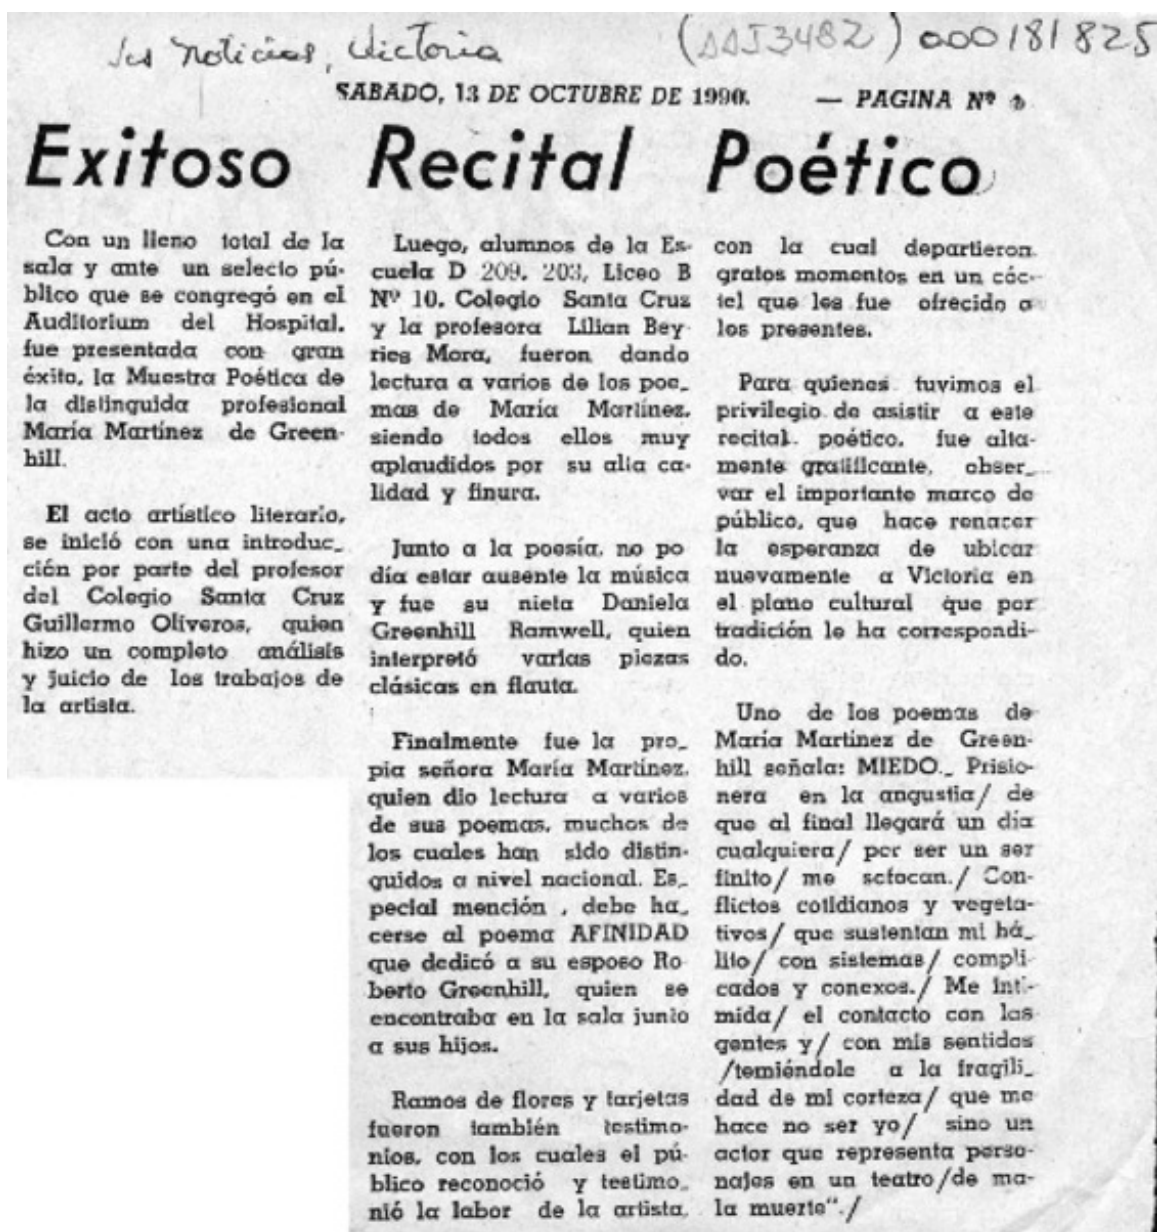 Las Noticias, Victoria (AAJ3482) 000181825
SABADO, 13 DE OCTUBRE DE 1990. — PAGINA Nº
Exitoso Recital Poético
Con un lleno total de la
sala y ante un selecto pú-
blico que se congregó en el
Auditorium del Hospital,
fue presentada con gran
éxito, la Muestra Poética de
la distinguida profesional
María Martínez de Green-
hill.
El acto artístico literario,
se inició con una introduc_
ción por parte del profesor
del Colegio Santa Cruz
Guillermo Oliveros, quien
hizo un completo análisis
y juicio de los trabajos de
la artista.
Luego, alumnos de la Es-
cuela D 209, 203, Liceo B
Nº 10, Colegio Santa Cruz
y la profesora Lilian Bey-
ries Mora, fueron dando
lectura a varios de los poe_
mas de María Martínez,
siendo todos ellos muy
aplaudidos por su alta ca-
lidad y finura.
Junto a la poesía, no po
día estar ausente la música
y fue su nieta Daniela
Greenhill Ramwell, quien
interpretó varias piezas
clásicas en flauta.
Finalmente fue la pro_
pia señora María Martínez,
quien dio lectura a varios
de sus poemas, muchos de
los cuales han sido distin-
guidos a nivel nacional. Es_
pecial mención , debe ha_
cerse al poema AFINIDAD
que dedicó a su esposo Ro
berto Greenhill, quien se
encontraba en la sala junto
a sus hijos.
Ramos de flores y tarjetas
fueron también testimo-
nios, con los cuales el pú-
blico reconoció y testimo_
nió la labor de la artista,
con la cual departieron
gratos momentos en un cóc-
tel que les fue ofrecido a
los presentes.
Para quienes tuvimos el
privilegio de asistir a este
recital poético, fue alta-
mente gratificante, obser_
var el importante marco de
público, que hace renacer
la esperanza de ubicar
nuevamente a Victoria en
el plano cultural que por
tradición le ha correspondi-
do.
Uno de los poemas de
María Martínez de Green-
hill señala: MIEDO._ Prisio-
nera en la angustia/ de
que al final llegará un día
cualquiera/ por ser un ser
finito/ me sofocan./ Con-
flictos cotidianos y vegeta-
tivos/ que sustentan mi há_
lito/ con sistemas/ compli-
cados y conexos./ Me inti-
mida/ el contacto con las
gentes y/ con mis sentidos
/temiéndole a la fragili_
dad de mi corteza/ que me
hace no ser yo/ sino un
actor que representa perso-
najes en un teatro/de ma-
la muerte"./